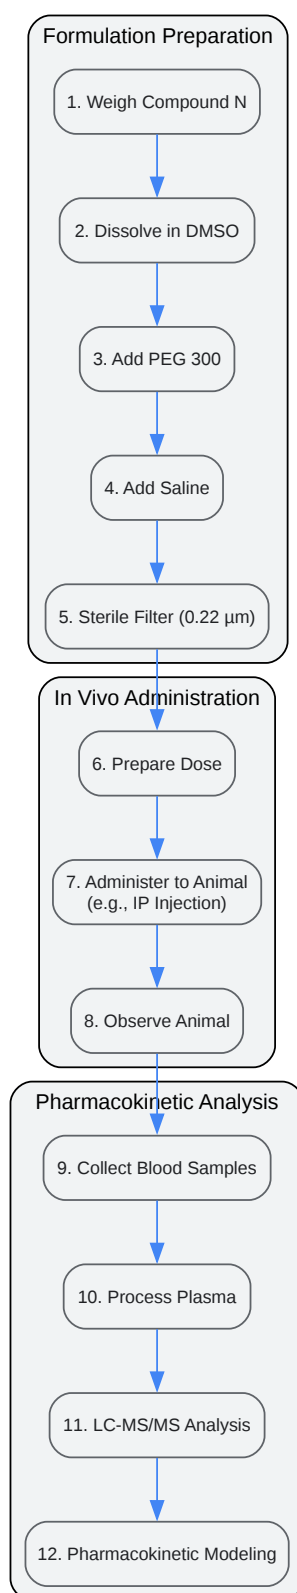 Formulation Preparation
1. Weigh Compound N
2. Dissolve in DMSO
3. Add PEG 300
4. Add Saline
5. Sterile Filter (0.22 µm)
In Vivo Administration
6. Prepare Dose
7. Administer to Animal
(e.g., IP Injection)
8. Observe Animal
Pharmacokinetic Analysis
9. Collect Blood Samples
10. Process Plasma
11. LC-MS/MS Analysis
12. Pharmacokinetic Modeling